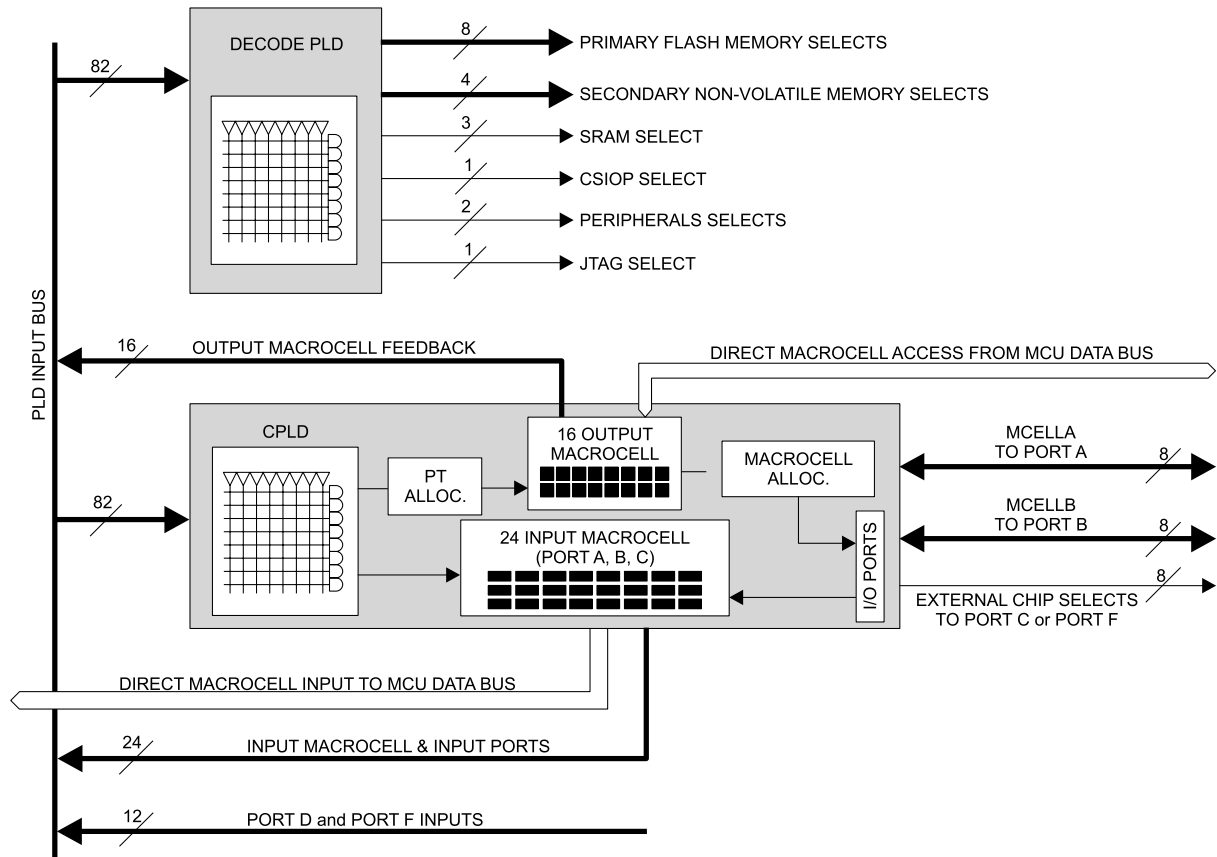 DECODE PLD
82
8
PRIMARY FLASH MEMORY SELECTS
4
SECONDARY NON-VOLATILE MEMORY SELECTS
3
SRAM SELECT
1
CSIOP SELECT
2
PERIPHERALS SELECTS
1
JTAG SELECT
PLD INPUT BUS
16
OUTPUT MACROCELL FEEDBACK
DIRECT MACROCELL ACCESS FROM MCU DATA BUS
CPLD
82
PT
ALLOC.
16 OUTPUT
MACROCELL
MACROCELL
ALLOC.
24 INPUT MACROCELL
(PORT A, B, C)
I/O PORTS
MCELLA
TO PORT A
8
MCELLB
TO PORT B
8
8
EXTERNAL CHIP SELECTS
TO PORT C or PORT F
DIRECT MACROCELL INPUT TO MCU DATA BUS
24
INPUT MACROCELL & INPUT PORTS
12
PORT D and PORT F INPUTS